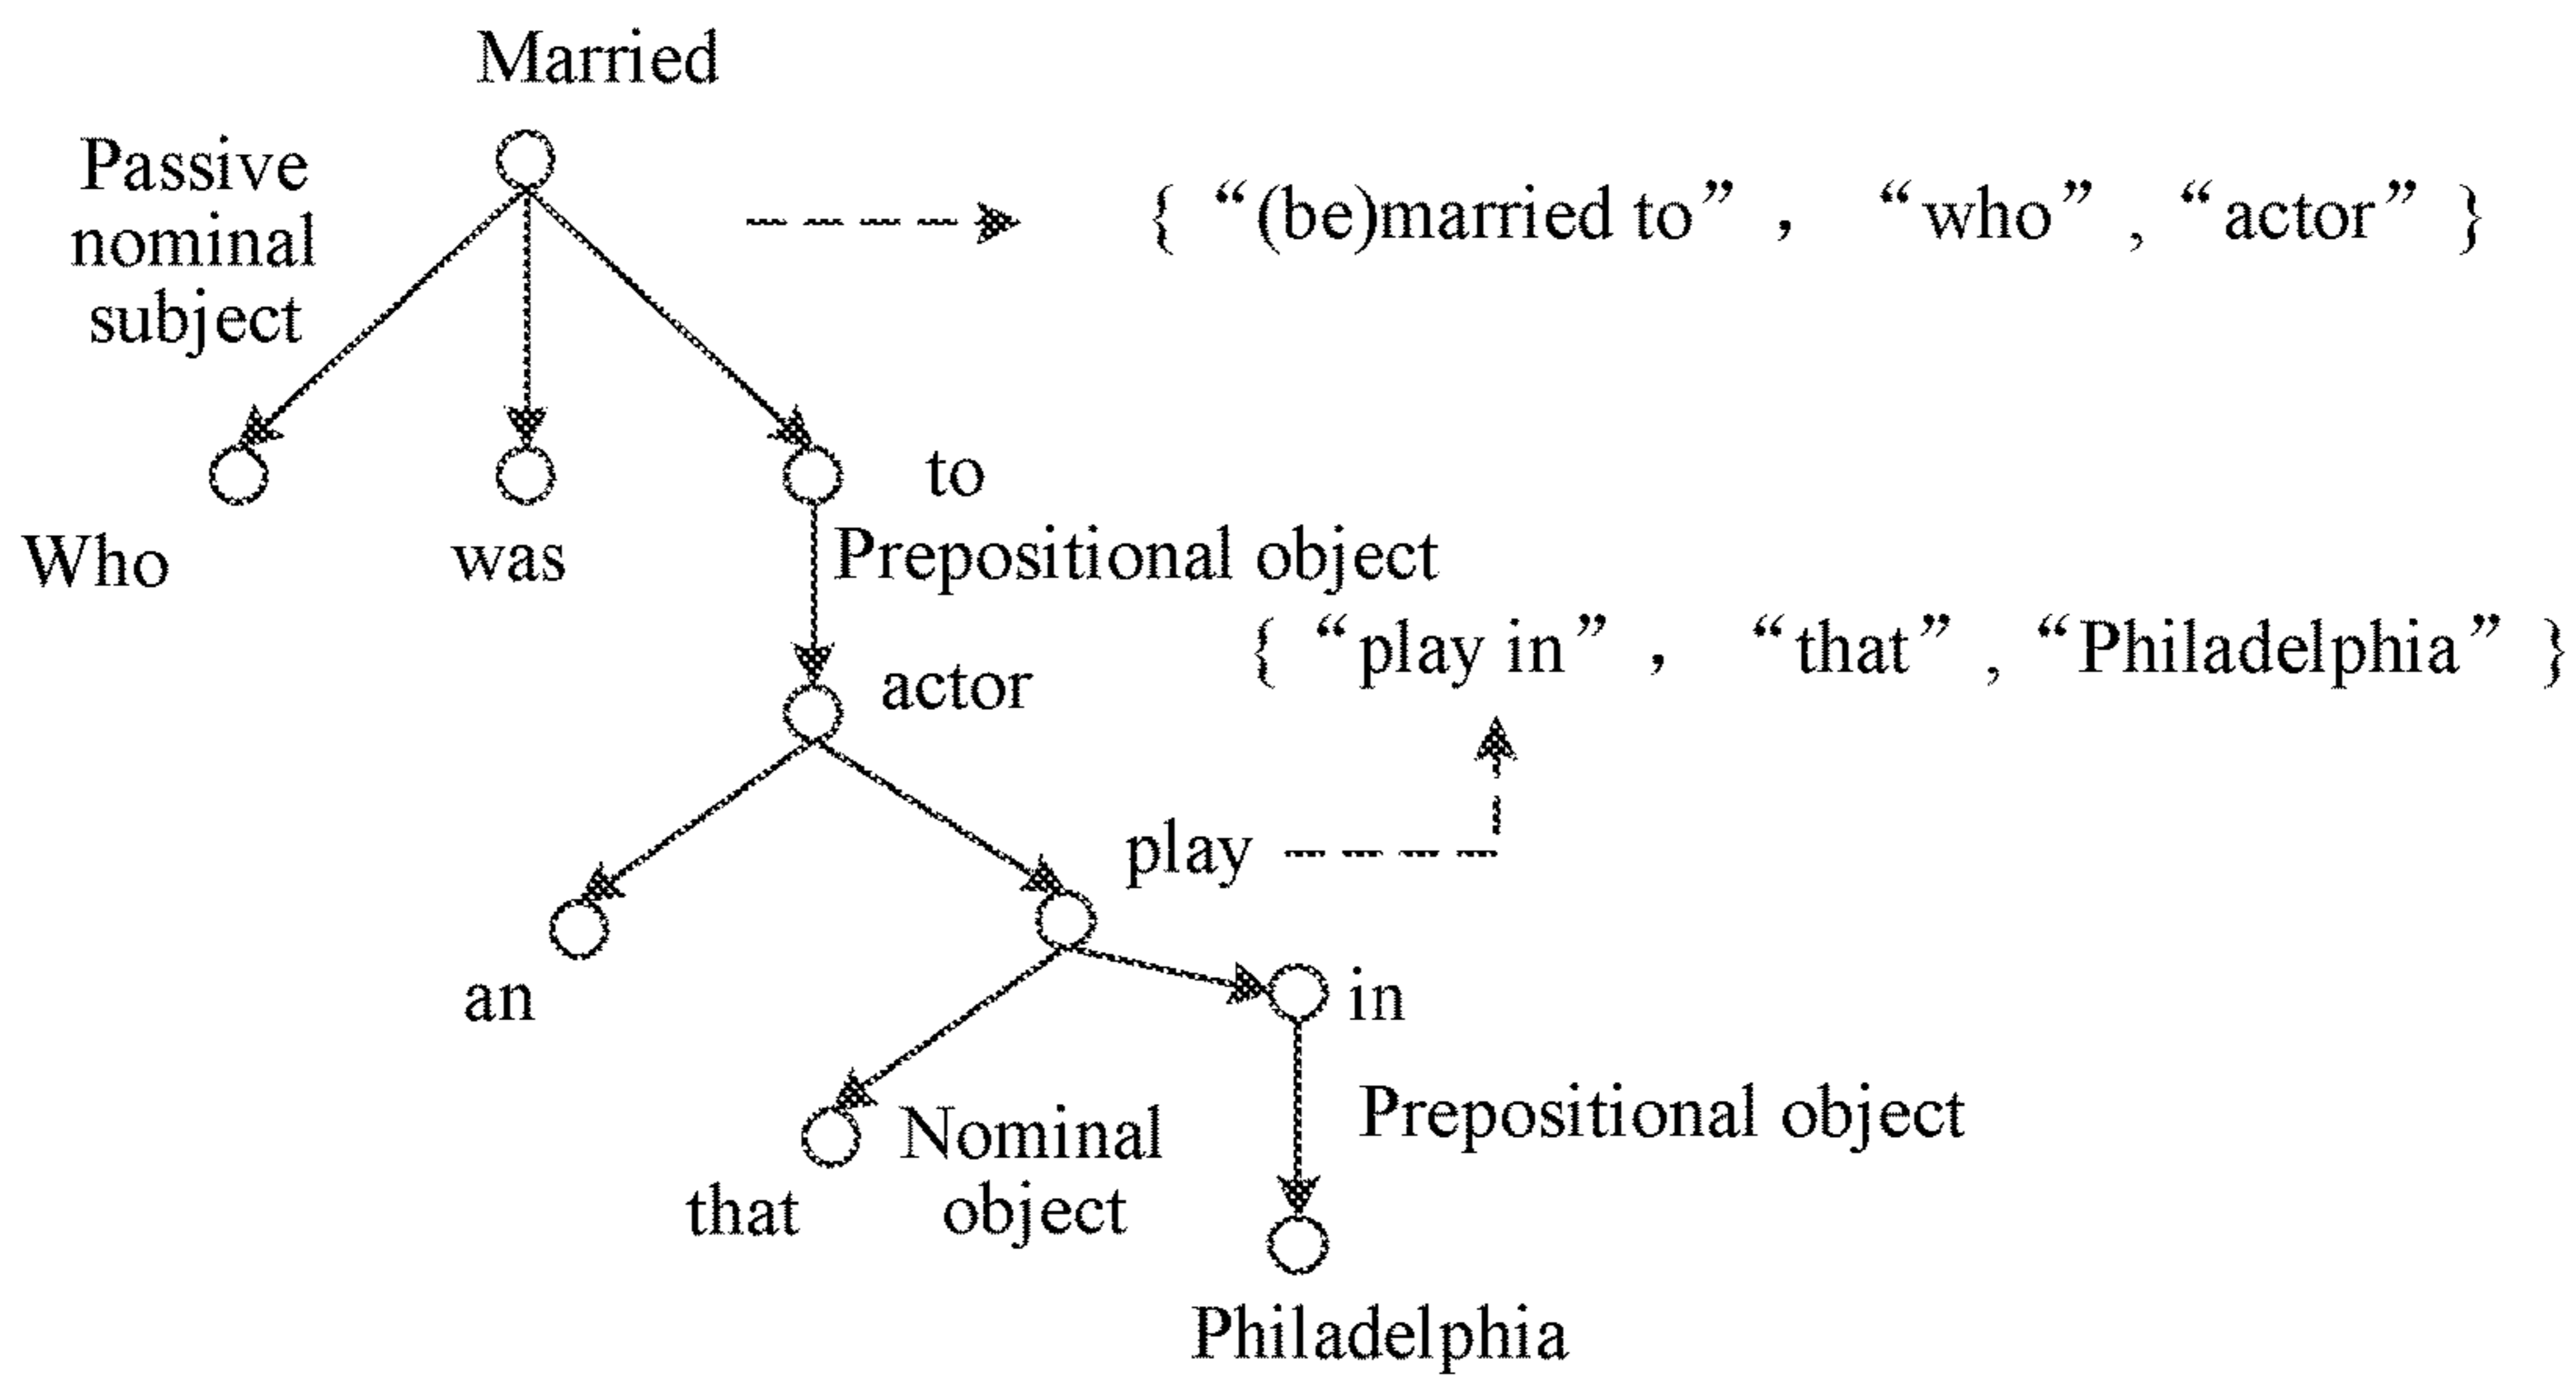 Married
Passive
nominal
subject
{ “(be)married to” , “who” , “actor” }
Who
was
to
Prepositional object
actor
{ “play in” , “that” , “Philadelphia” }
play
an
in
that
Nominal
object
Prepositional object
Philadelphia